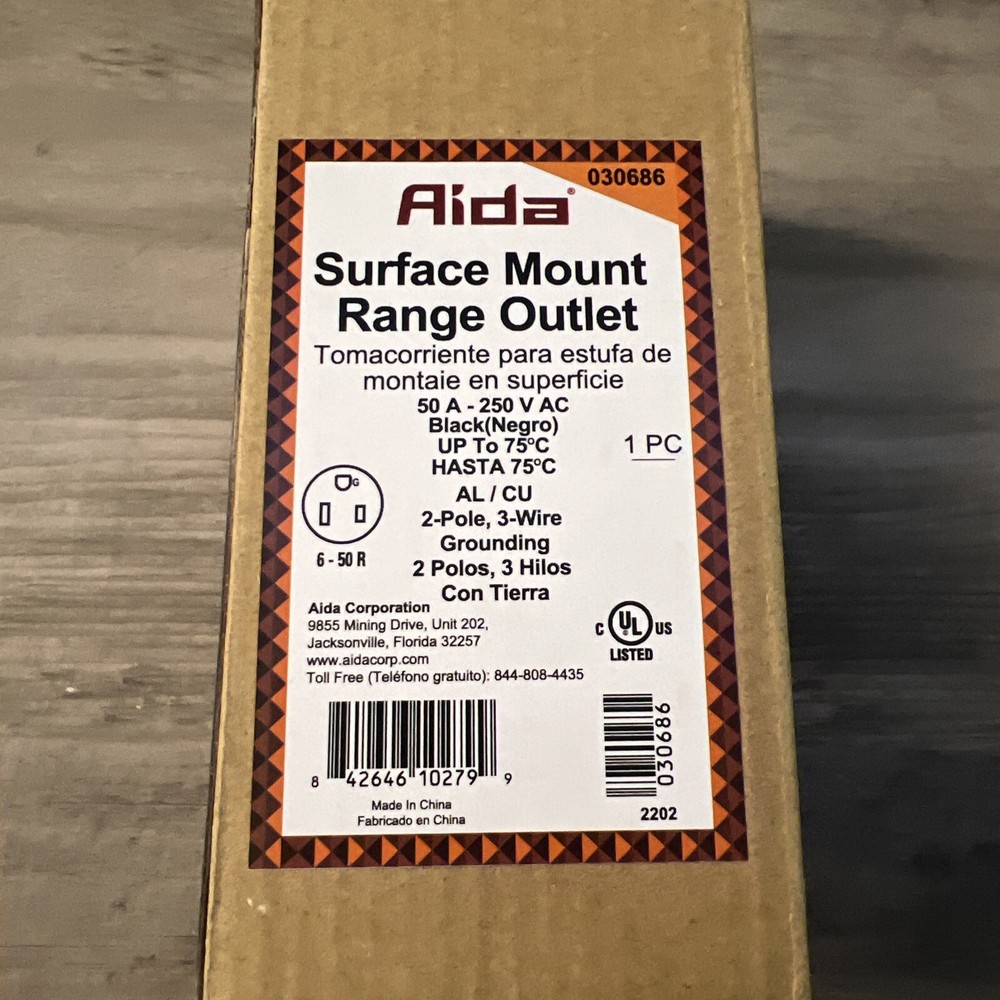 030686
Aida®
Surface Mount
Range Outlet
Tomacorriente para estufa de
montaie en superficie
50 A - 250 V AC
Black(Negro)
UP To 75ºC
HASTA 75ºC
1 PC
AL / CU
2-Pole, 3-Wire
Grounding
2 Polos, 3 Hilos
Con Tierra
G
6 - 50 R
Aida Corporation
9855 Mining Drive, Unit 202,
Jacksonville, Florida 32257
www.aidacorp.com
Toll Free (Teléfono gratuito): 844-808-4435
C UL US
LISTED
8 42646 10279 9
Made In China
Fabricado en China
030686
2202